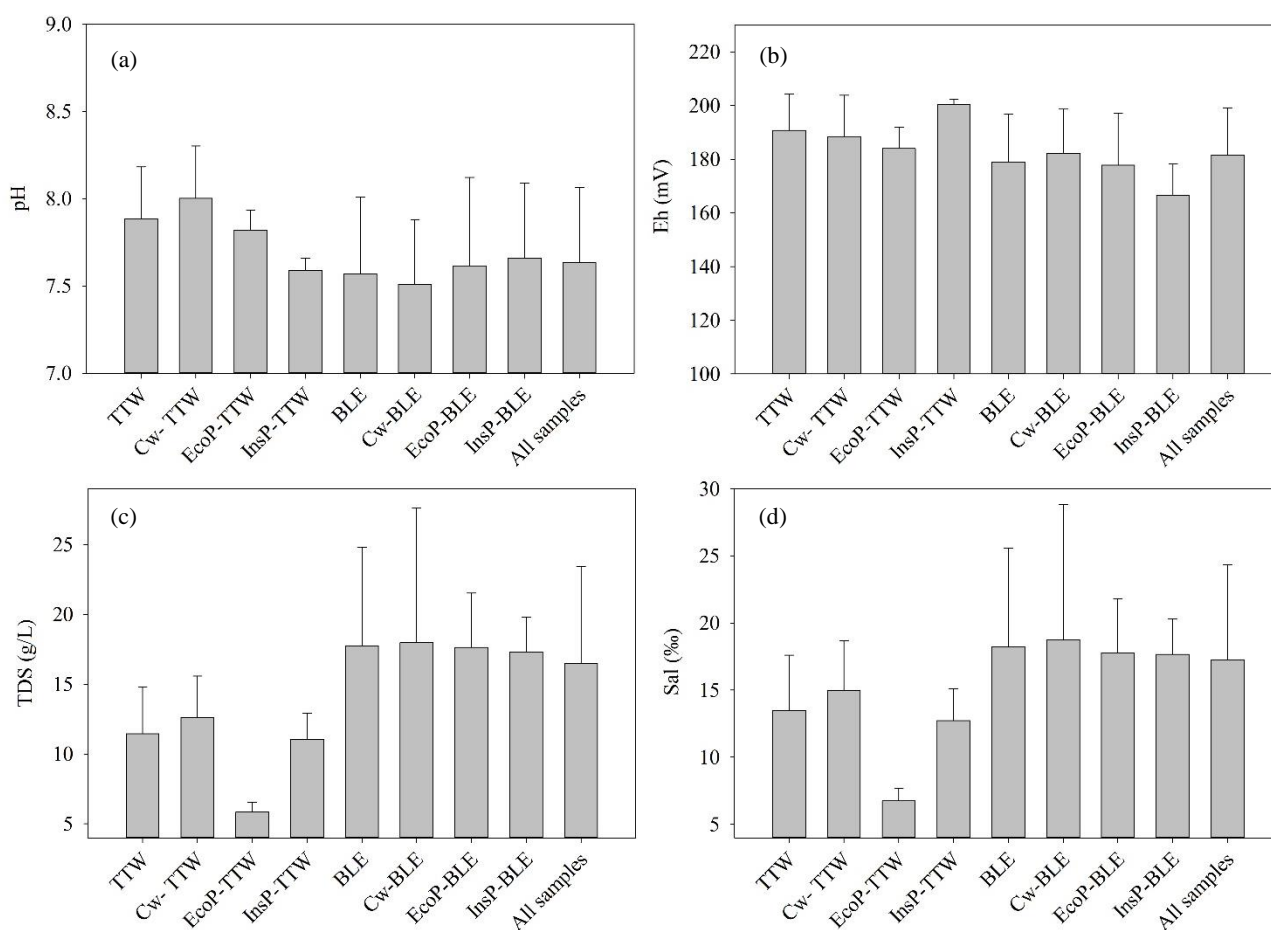 (a)
pH
9.0
8.5
8.0
7.5
7.0
TTW
Cw- TTW
EcoP-TTW
InsP-TTW
BLE
Cw-BLE
EcoP-BLE
InsP-BLE
All samples
(b)
Eh (mV)
220
200
180
160
140
120
100
TTW
Cw- TTW
EcoP-TTW
InsP-TTW
BLE
Cw-BLE
EcoP-BLE
InsP-BLE
All samples
(c)
TDS (g/L)
25
20
15
10
5
TTW
Cw- TTW
EcoP-TTW
InsP-TTW
BLE
Cw-BLE
EcoP-BLE
InsP-BLE
All samples
(d)
Sal (‰)
30
25
20
15
10
5
TTW
Cw- TTW
EcoP-TTW
InsP-TTW
BLE
Cw-BLE
EcoP-BLE
InsP-BLE
All samples